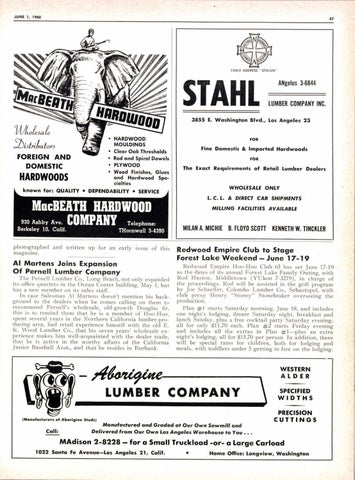 JUNE 1, 1960
47
MacBEATH
HARDWOOD
Wholesale
Distributors
FOREIGN AND
DOMESTIC
HARDWOODS
• HARDWOOD
MOULDINGS
• Clear Oak Thresholds
• Rod and Spiral Dowels
• PLYWOOD
• Wood Finishes, Glues
and Hardwood Spe-
cialties
known for: QUALITY • DEPENDABILITY • SERVICE
MacBEATH HARDWOOD
COMPANY
930 Ashby Ave.
Berkeley 10, Calif.
Telephone:
THornwall 3-4390
CABLE ADDRESS
STAHL
ANgelus 3-6844
LUMBER COMPANY INC.
3855 E. Washington Blvd., Los Angeles 23
FOR
Fine Domestic & Imported Hardwoods
FOR
The Exact Requirements of Retail Lumber Dealers
WHOLESALE ONLY
L. C. L. & DIRECT CAR SHIPMENTS
MILLING FACILITIES AVAILABLE
MILAN A. MICHIE B. FLOYD SCOTT KENNETH W. TINCKLER
photographed and written up for an early issue of this
magazine.
Al Martens Joins Expansion
Of Pernell Lumber Company
The Pernell Lumber Co., Long Beach, not only expanded
its office quarters in the Ocean Center building, May 1, but
has a new member on its sales staff.
In case Salesman Al Martens doesn't mention his back-
ground to the dealers when he comes calling on them to
recommend Pernell's wholesale, old-growth Douglas fir,
this is to remind them that he is a member of Hoo-Hoo,
spent four years in the Northern California lumber-pro-
ducing area, had retail experience himself with the old E.
K. Wood Lumber Co., that his seven years' wholesale ex-
perience makes him well-acquainted with the dealer trade,
that he is active in the worthy affairs of the California
Junior Baseball Assn., and that he resides in Burbank.
Redwood Empire Club to Stage
Forest Lake Weekend—June 17-19
Redwood Empire Hoo-Hoo Club 65 has set June 17-19
as the dates of its annual Forest Lake Family Outing, with
Rod Huxton, Middletown (YUkon 7-2219), in charge of
the proceedings. Rod will be assisted in the golf program
by Joe Schaeffer, Colonial Lumber Co., Sebastopol, with
club prexy Henry "Stoney" Stonebraker overseeing the
production.
Plan #1 starts Saturday morning, June 18, and includes
one night's lodging, dinner Saturday night, breakfast and
lunch Sunday, plus a free cocktail party Saturday evening,
all for only $11.70 each. Plan #2 starts Friday evening
and includes all the extras in Plan #1—plus an extra
night's lodging, all for $15.70 per person. In addition, there
will be special rates for children, both for lodging and
meals, with toddlers under 5 getting in free on the lodging.
Aborigine
LUMBER COMPANY
(Manufacturers of Aborigine Studs)
WESTERN
ALDER
SPECIFIED
WIDTHS
PRECISION
CUTTINGS
Manufactured and Graded at Our Own Sawmill and
Delivered from Our Own Los Angeles Warehouse to You . . .
Call:
MAdison 2-8228 — for a Small Truckload -or- a Large Carload
1022 Santa Fe Avenue—Los Angeles 21, Calif. • Home Office: Longview, Washington